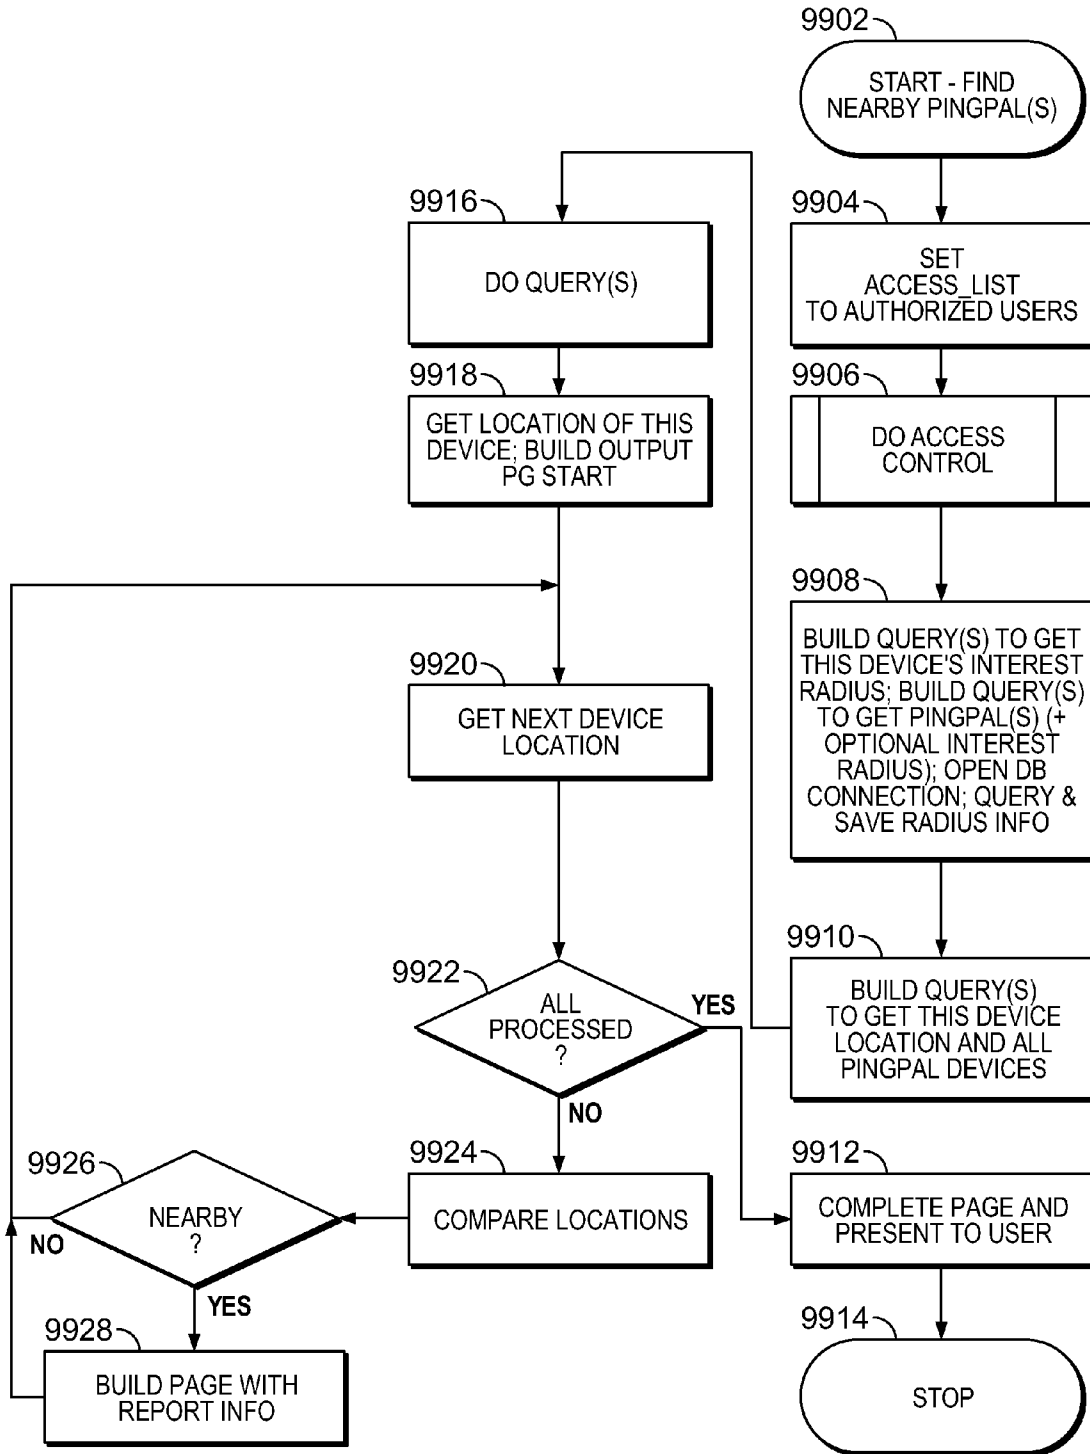 9902
START - FIND
NEARBY PINGPAL(S)
9904
SET
ACCESS_LIST
TO AUTHORIZED USERS
9906
DO ACCESS
CONTROL
9908
BUILD QUERY(S) TO GET
THIS DEVICE'S INTEREST
RADIUS; BUILD QUERY(S)
TO GET PINGPAL(S) (+
OPTIONAL INTEREST
RADIUS); OPEN DB
CONNECTION; QUERY &
SAVE RADIUS INFO
9910
BUILD QUERY(S)
TO GET THIS DEVICE
LOCATION AND ALL
PINGPAL DEVICES
9916
DO QUERY(S)
9918
GET LOCATION OF THIS
DEVICE; BUILD OUTPUT
PG START
9920
GET NEXT DEVICE
LOCATION
9922
ALL
PROCESSED
?
YES
NO
9924
COMPARE LOCATIONS
9926
NEARBY
?
NO
YES
9928
BUILD PAGE WITH
REPORT INFO
9912
COMPLETE PAGE AND
PRESENT TO USER
9914
STOP